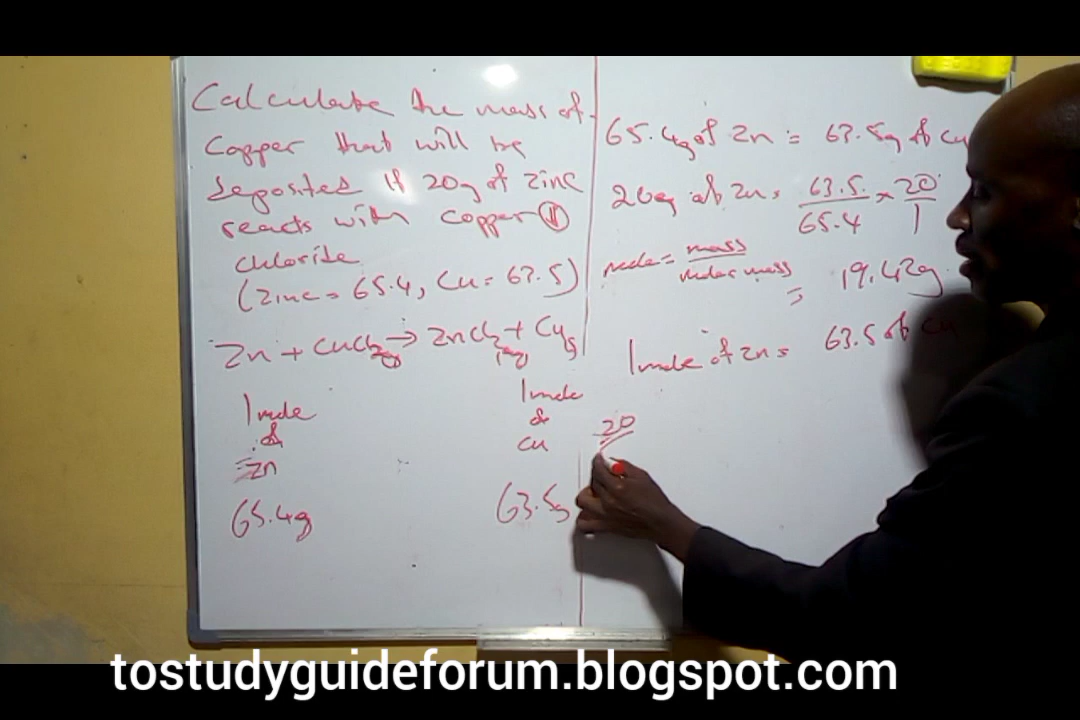 Calculate the mass of
Copper that will be
deposited if 20g of zinc
reacts with copper (II)
chloride
(Zinc = 65.4, Cu = 63.5)
Zn + CuCl2(aq) → ZnCl2(aq) + Cu(s)
1 mole
of
Zn
65.4g
1 mole
of
Cu
63.5g
65.4g of Zn = 63.5g of Cu
20g of Zn = 63.5/65.4 × 20/1
= 19.42g
mole = mass/molar mass
1 mole of Zn = 63.5 of Cu
20
tostudyguideforum.blogspot.com